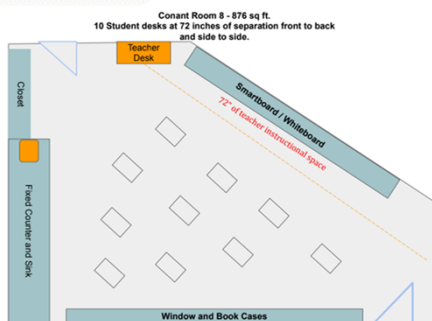 Conant Room 8 - 876 sq ft.
10 Student desks at 72 inches of separation front to back
and side to side.
Teacher
Desk
Closet
Smartboard / Whiteboard
72" of teacher instructional space
Fixed Counter and Sink
Window and Book Cases